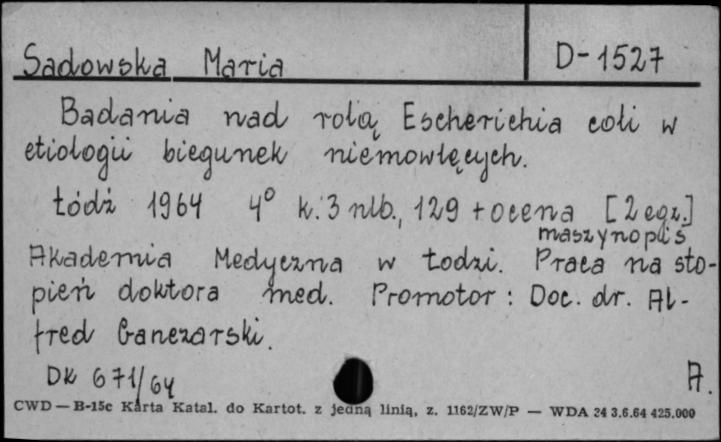 Sadowska Maria D-1527
Badania nad rolą Escherichia coli w
etiologii biegunek niemowlęcych.
Łódź 1964 4° k. 3 nlb., 129 + ocena [2 egz.]
maszynopis
Akademia Medyczna w Łodzi. Praca na sto-
pień doktora med. Promotor: Doc. dr. Al-
fred Ganczarski.
DK 671/64 A.
CWD — B-15c Karta Katal. do Kartot. z jedną linią, z. 1162/ZW/P — WDA 24 3.6.64 425.000